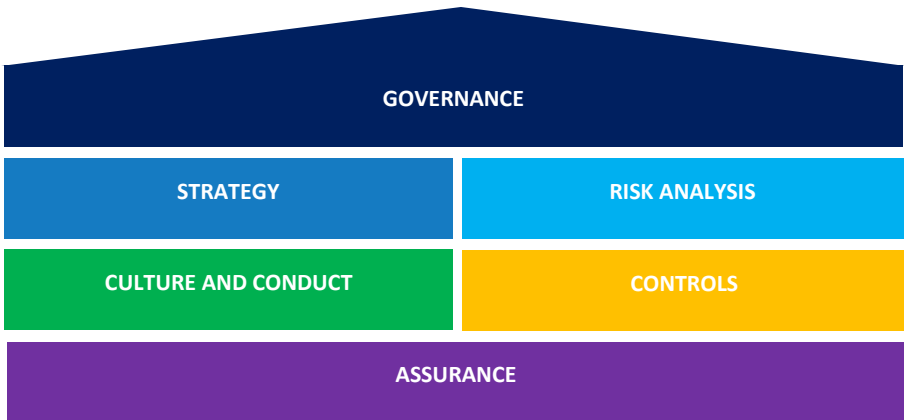 GOVERNANCE
STRATEGY
RISK ANALYSIS
CULTURE AND CONDUCT
CONTROLS
ASSURANCE